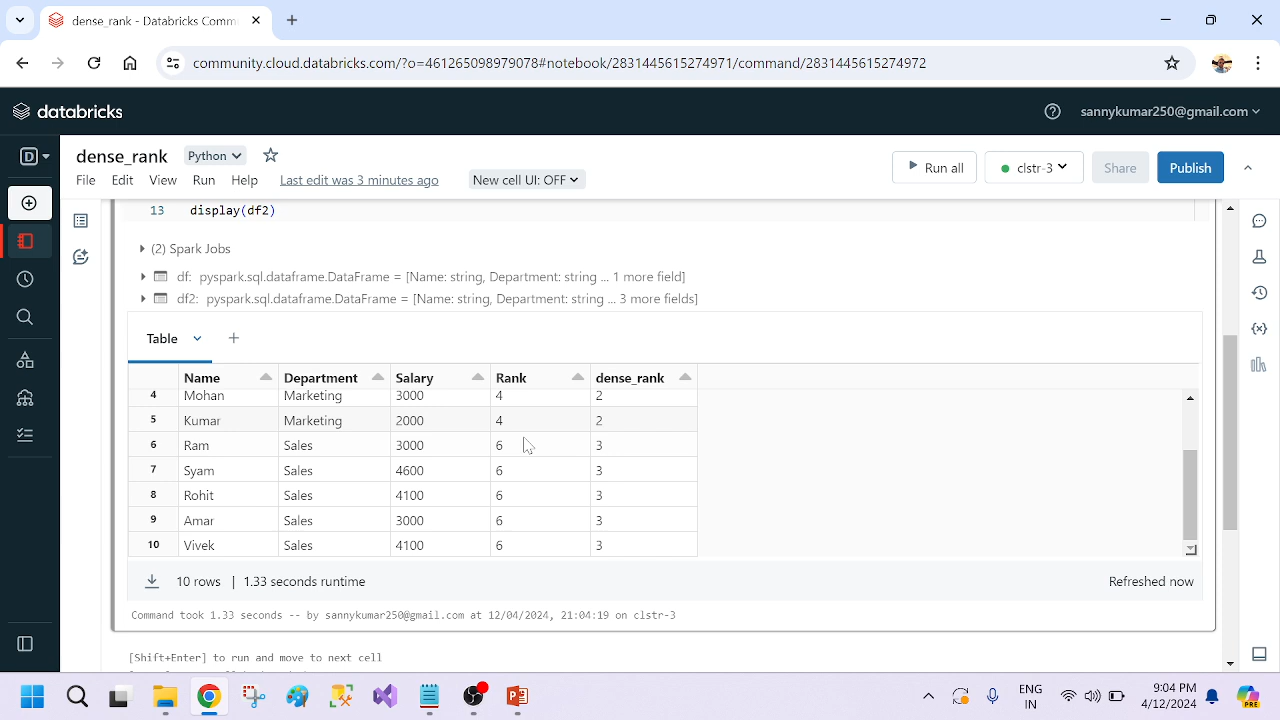 dense_rank - Databricks Comm
community.cloud.databricks.com/?o=461265098979078#notebook/2831445615274971/command/2831445615274972
databricks
sannykumar250@gmail.com
D
dense_rank Python
Run all clstr-3 Share Publish
File Edit View Run Help Last edit was 3 minutes ago New cell UI: OFF
13 display(df2)
(2) Spark Jobs
df: pyspark.sql.dataframe.DataFrame = [Name: string, Department: string ... 1 more field]
df2: pyspark.sql.dataframe.DataFrame = [Name: string, Department: string ... 3 more fields]
Table
Name Department Salary Rank dense_rank
4 Mohan Marketing 3000 4 2
5 Kumar Marketing 2000 4 2
6 Ram Sales 3000 6 3
7 Syam Sales 4600 6 3
8 Rohit Sales 4100 6 3
9 Amar Sales 3000 6 3
10 Vivek Sales 4100 6 3
10 rows | 1.33 seconds runtime Refreshed now
Command took 1.33 seconds -- by sannykumar250@gmail.com at 12/04/2024, 21:04:19 on clstr-3
[Shift+Enter] to run and move to next cell
ENG
IN
9:04 PM
4/12/2024
PRE